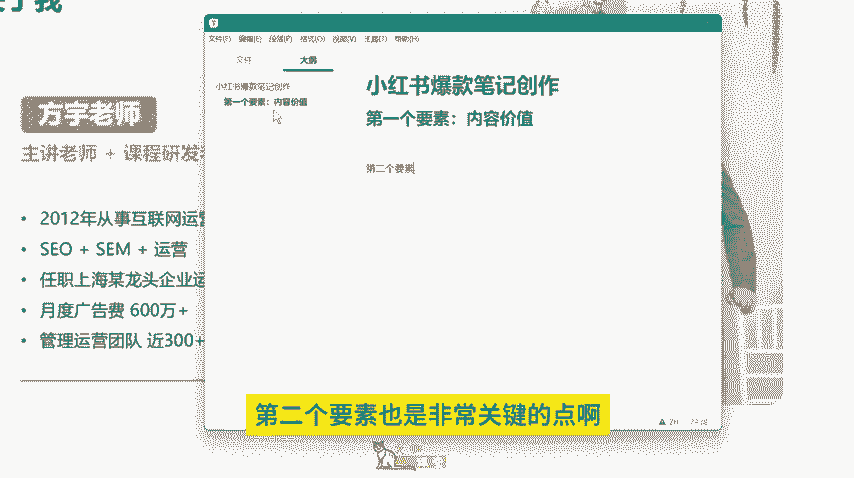 文件(F) 编辑(E) 段落(P) 格式(O) 视图(V) 主题(T) 帮助(H)
文件 大纲
小红书爆款笔记创作
第一个要素：内容价值
小红书爆款笔记创作
第一个要素：内容价值
第二个要素
方宇老师
主讲老师 + 课程研发
2012年从事互联网运营
SEO + SEM + 运营
任职上海某龙头企业运
月度广告费 600万+
管理运营团队 近300+
第二个要素也是非常关键的点啊